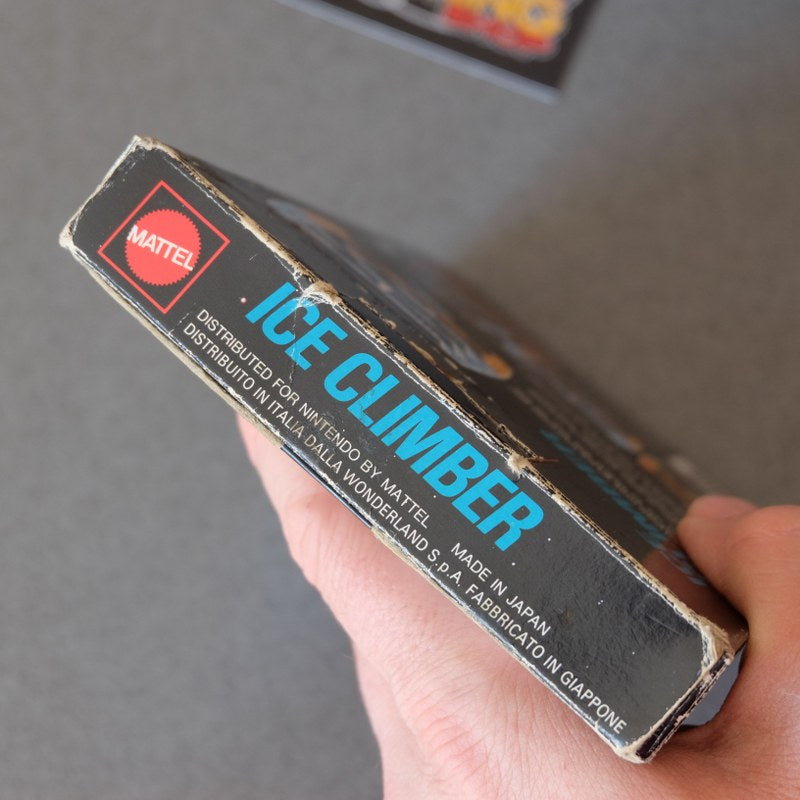 MATTEL
ICE CLIMBER
DISTRIBUTED FOR NINTENDO BY MATTEL MADE IN JAPAN
DISTRIBUITO IN ITALIA DALLA WONDERLAND S.p.A. FABBRICATO IN GIAPPONE